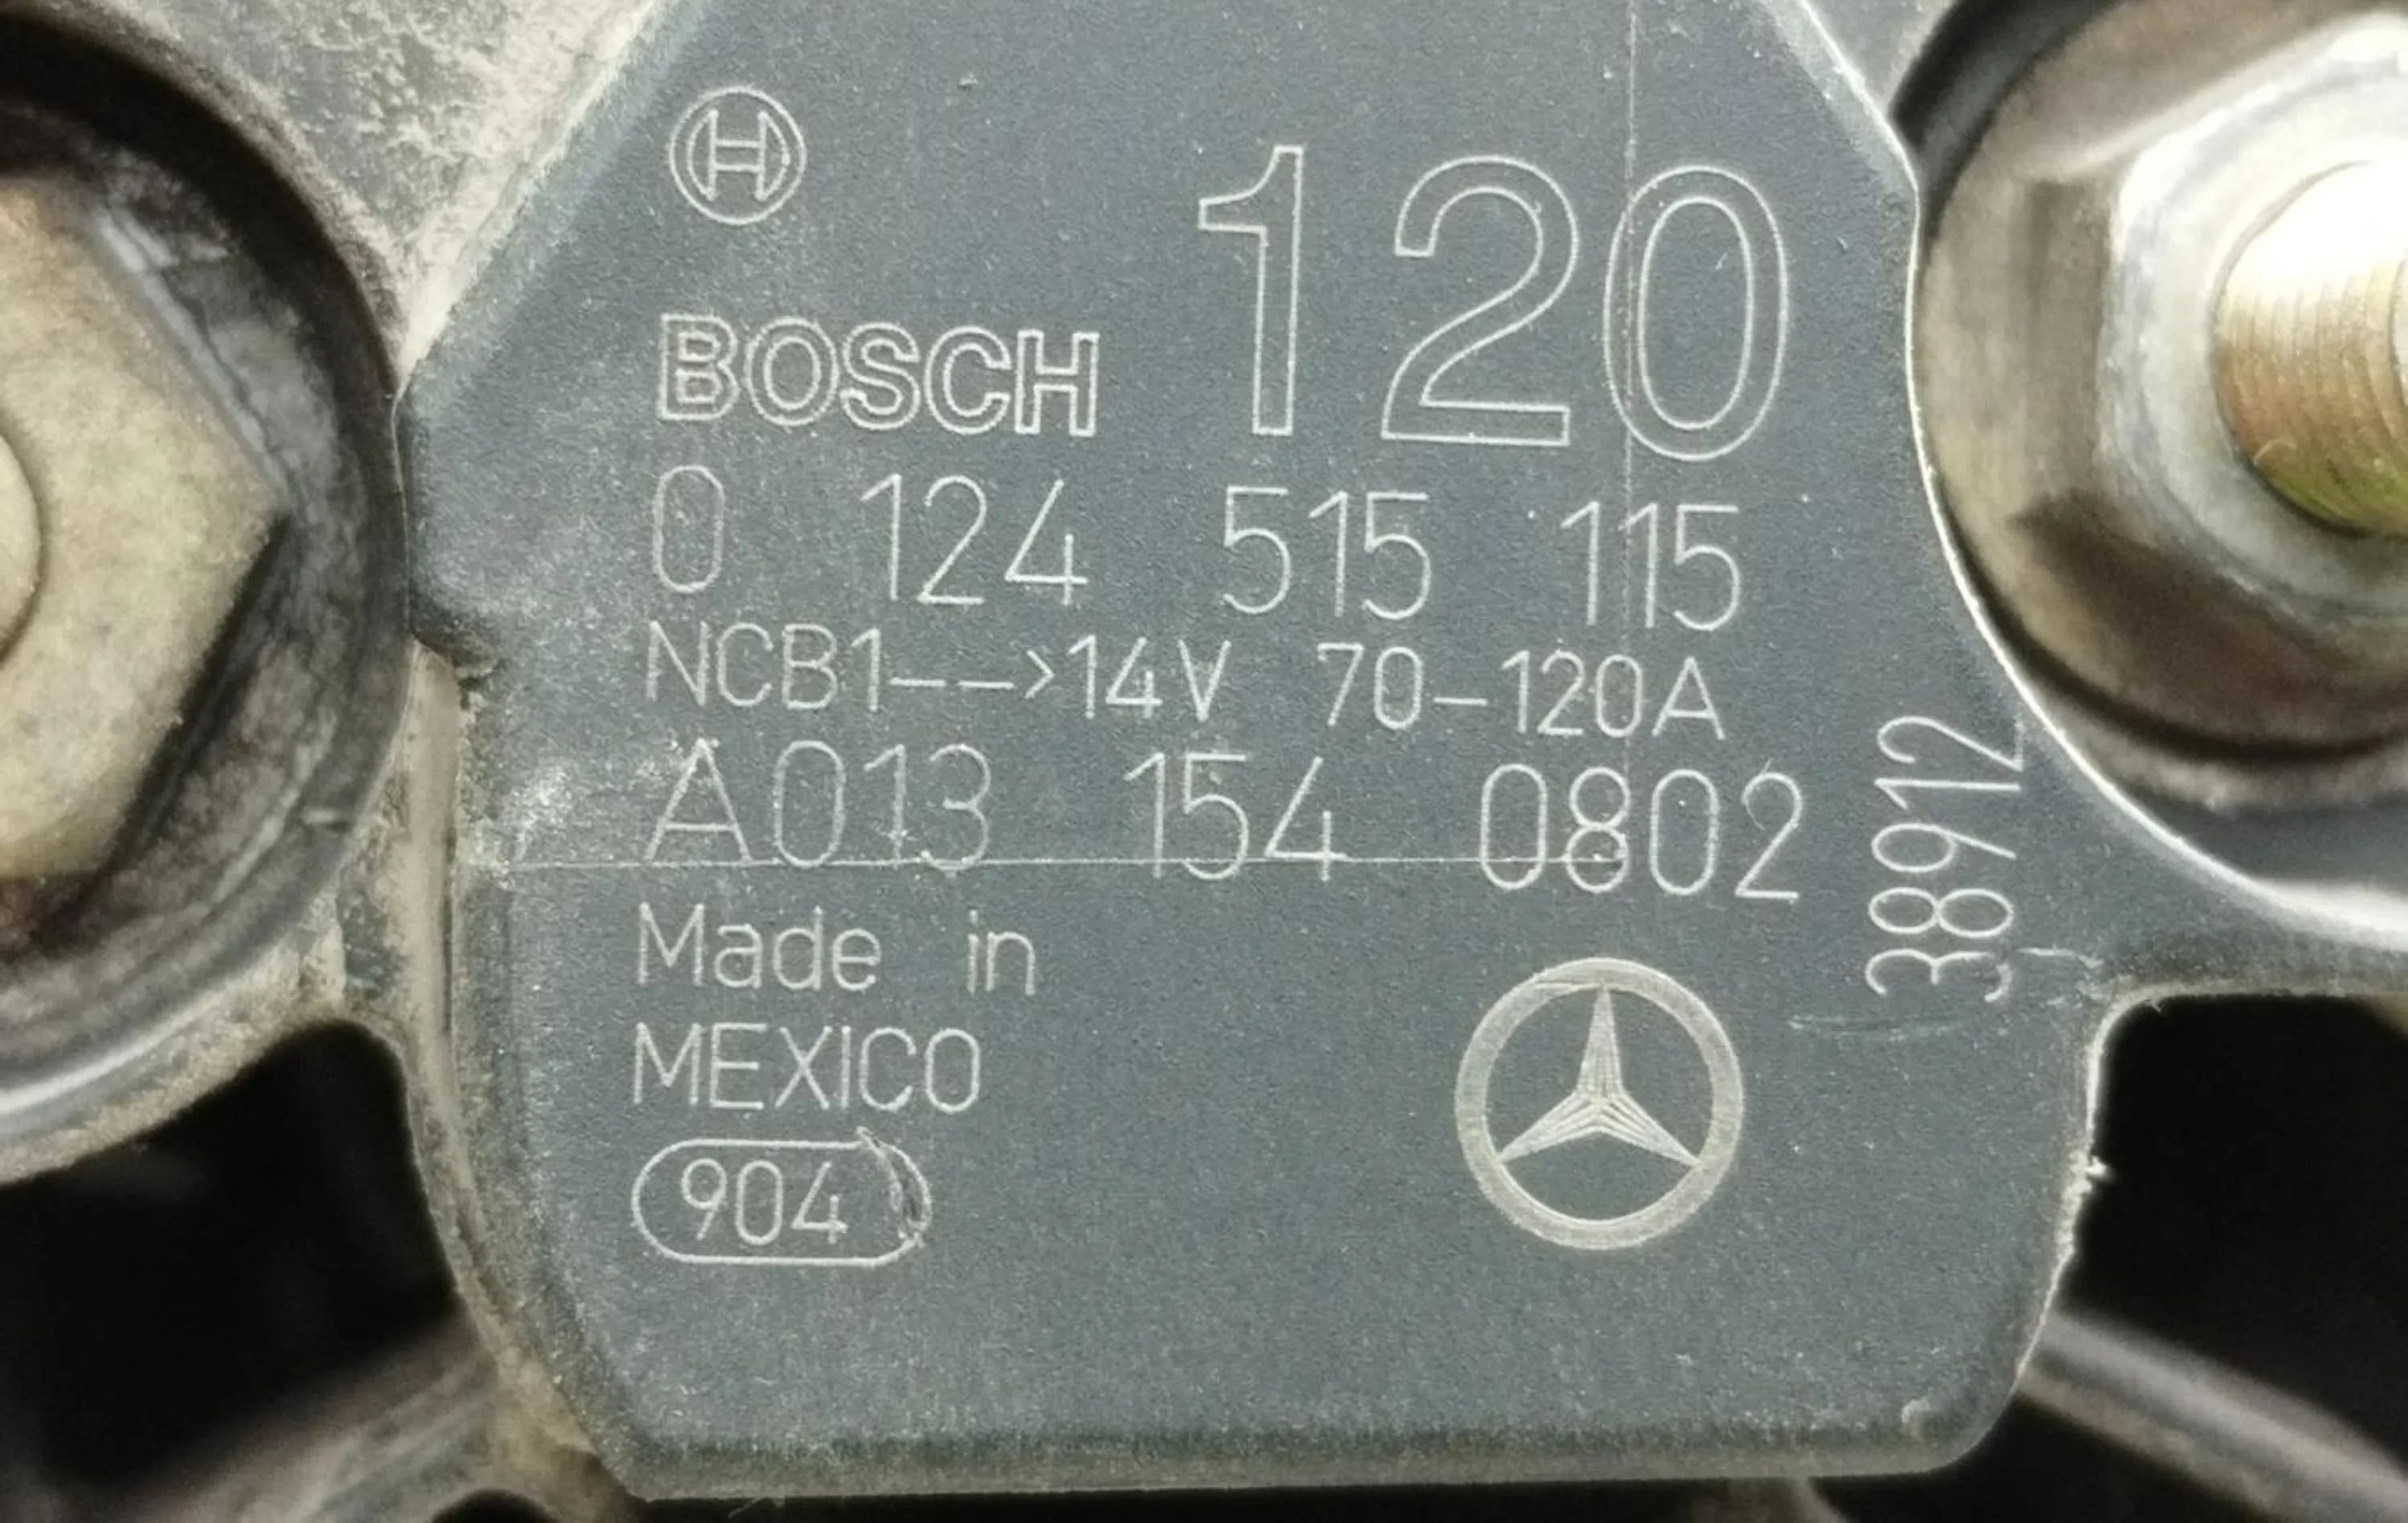 120
BOSCH
0 124 515 115
NCB1-->14V 70-120A
A013 154 0802
38912
Made in
MEXICO
904